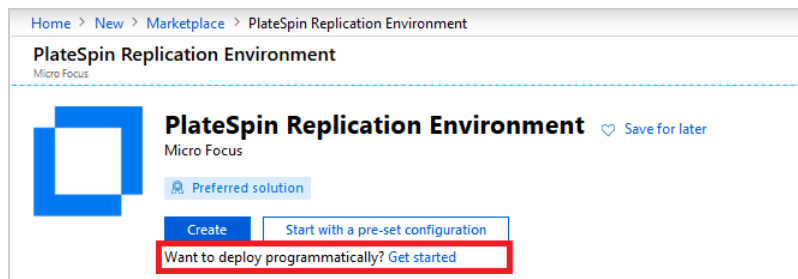 Home > New > Marketplace > PlateSpin Replication Environment
PlateSpin Replication Environment
Micro Focus
PlateSpin Replication Environment Save for later
Micro Focus
Preferred solution
Create Start with a pre-set configuration
Want to deploy programmatically? Get started